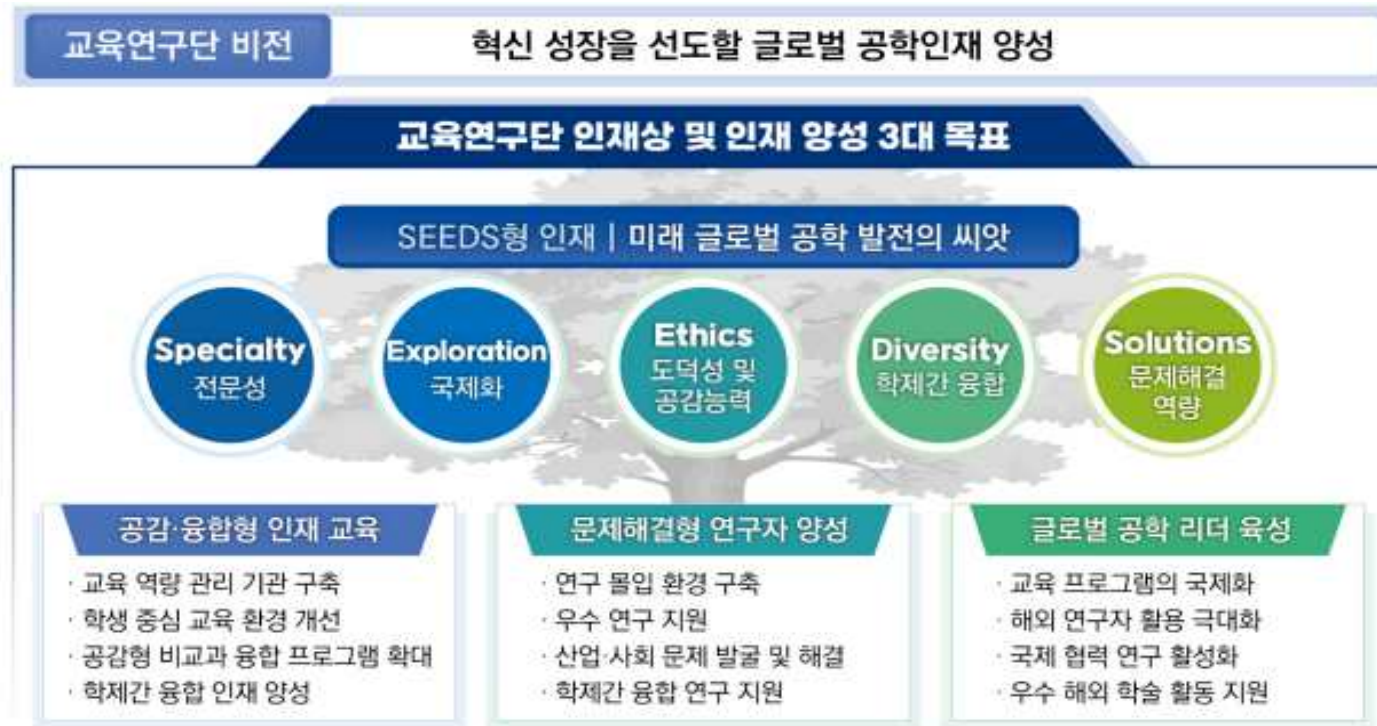 교육연구단 비전
혁신 성장을 선도할 글로벌 공학인재 양성
교육연구단 인재상 및 인재 양성 3대 목표
SEEDS형 인재 | 미래 글로벌 공학 발전의 씨앗
Specialty
전문성
Exploration
국제화
Ethics
도덕성 및
공감능력
Diversity
학제간 융합
Solutions
문제해결
역량
공감·융합형 인재 교육
· 교육 역량 관리 기관 구축
· 학생 중심 교육 환경 개선
· 공감형 비교과 융합 프로그램 확대
· 학제간 융합 인재 양성
문제해결형 연구자 양성
· 연구 몰입 환경 구축
· 우수 연구 지원
· 산업·사회 문제 발굴 및 해결
· 학제간 융합 연구 지원
글로벌 공학 리더 육성
· 교육 프로그램의 국제화
· 해외 연구자 활용 극대화
· 국제 협력 연구 활성화
· 우수 해외 학술 활동 지원